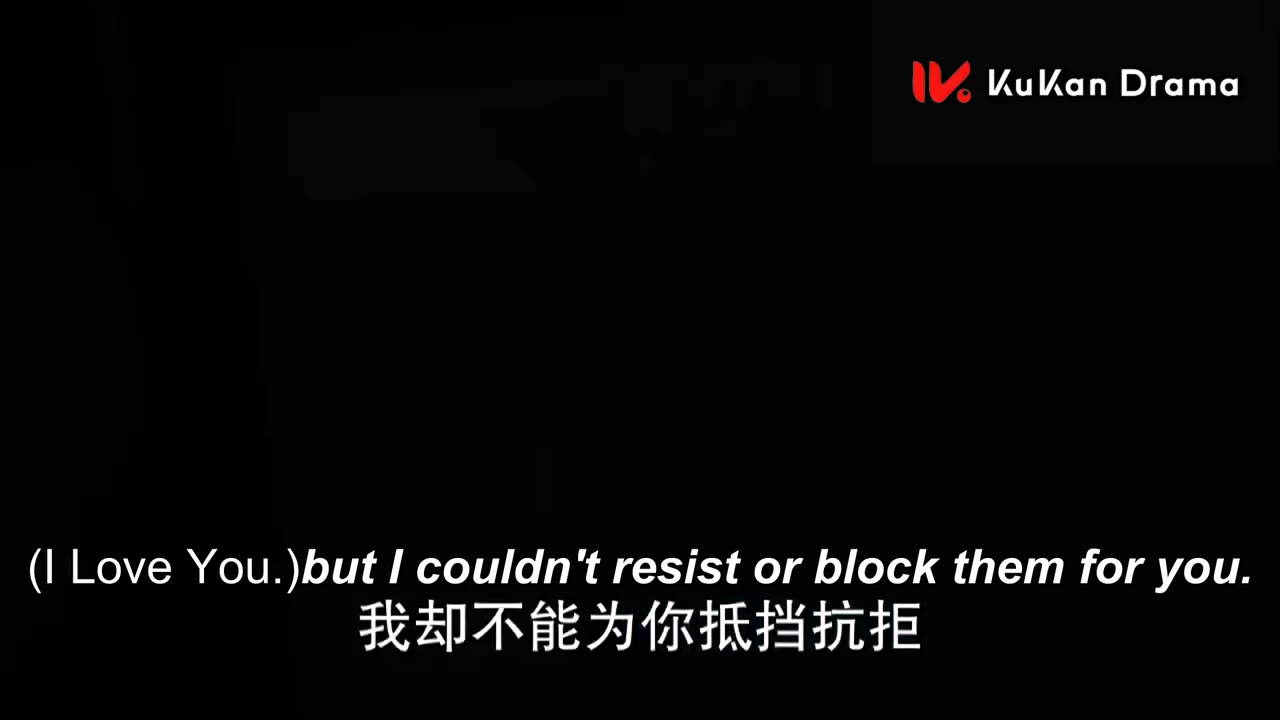 KuKan Drama
(I Love You.)but I couldn't resist or block them for you.
我却不能为你抵挡抗拒